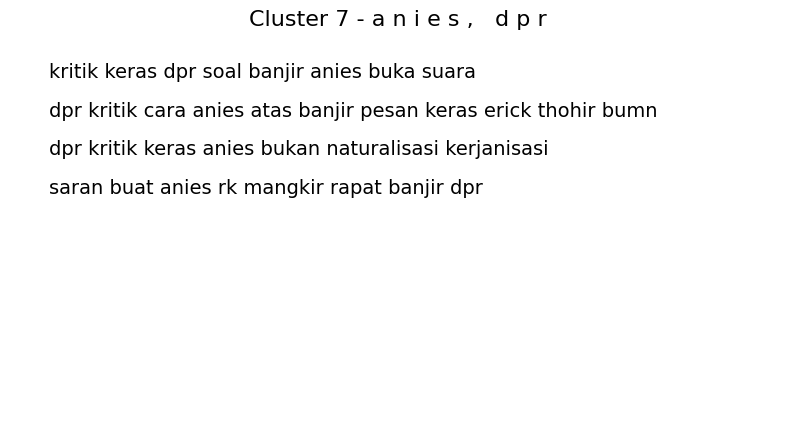 Cluster 7 - a n i e s ,   d p r
kritik keras dpr soal banjir anies buka suara
dpr kritik cara anies atas banjir pesan keras erick thohir bumn
dpr kritik keras anies bukan naturalisasi kerjanisasi
saran buat anies rk mangkir rapat banjir dpr